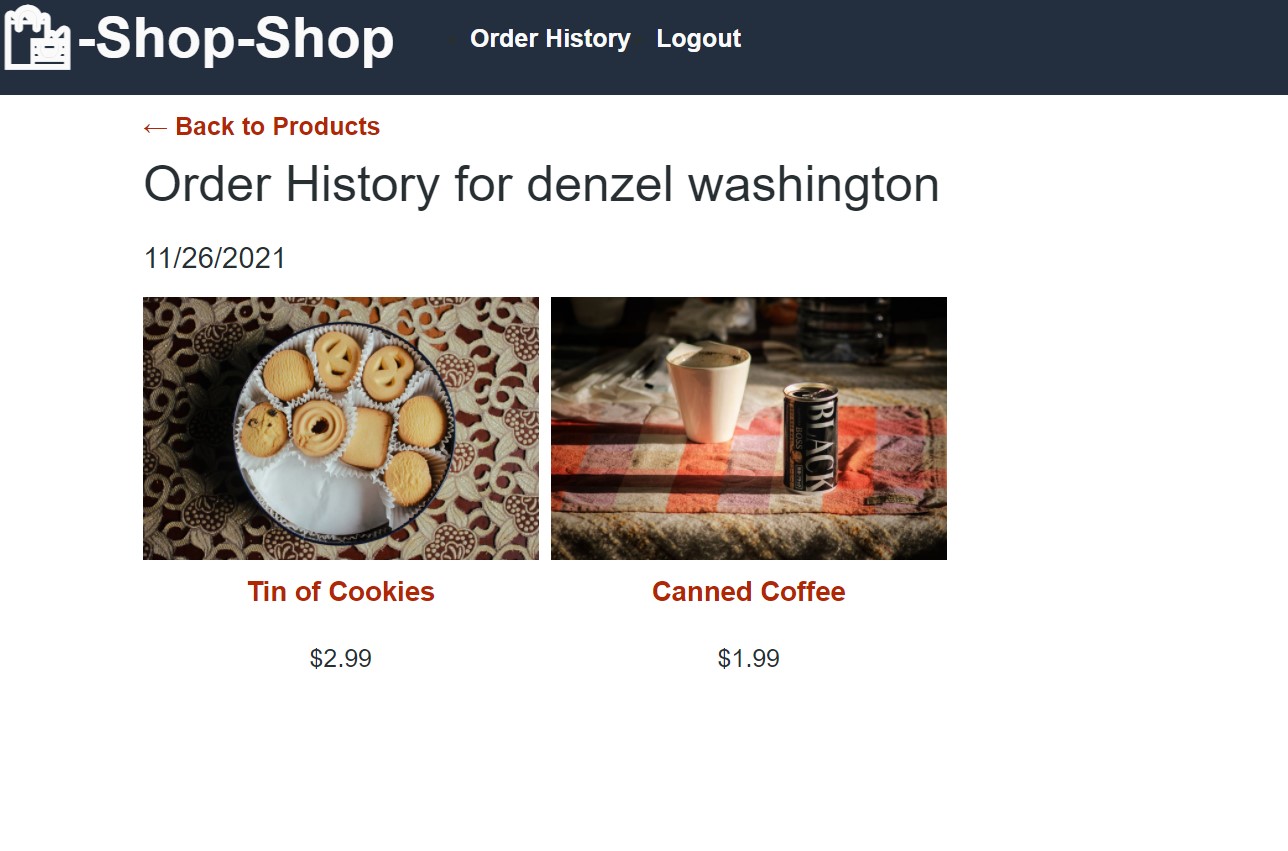 -Shop-Shop
Order History Logout
← Back to Products
Order History for denzel washington
11/26/2021
BLACK
BOSS
Tin of Cookies
Canned Coffee
$2.99
$1.99